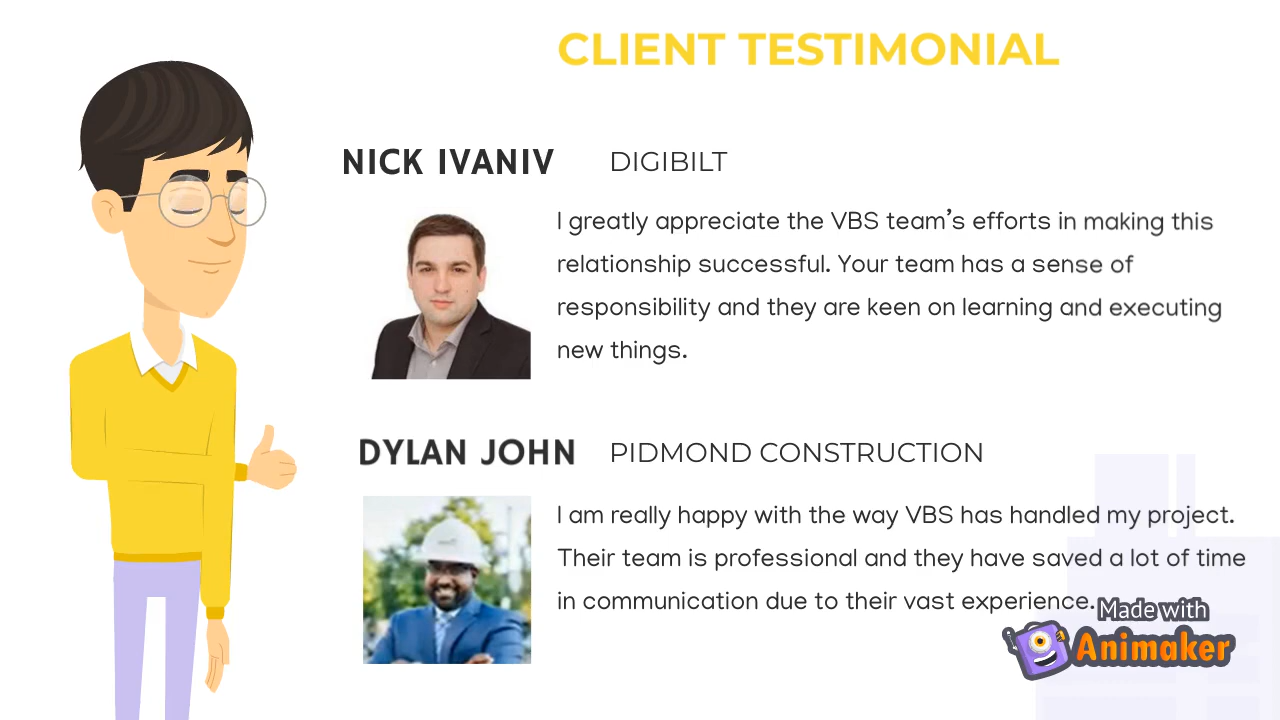 CLIENT TESTIMONIAL
NICK IVANIV DIGIBILT
I greatly appreciate the VBS team's efforts in making this
relationship successful. Your team has a sense of
responsibility and they are keen on learning and executing
new things.
DYLAN JOHN PIDMOND CONSTRUCTION
I am really happy with the way VBS has handled my project.
Their team is professional and they have saved a lot of time
in communication due to their vast experience.
Made with
Animaker